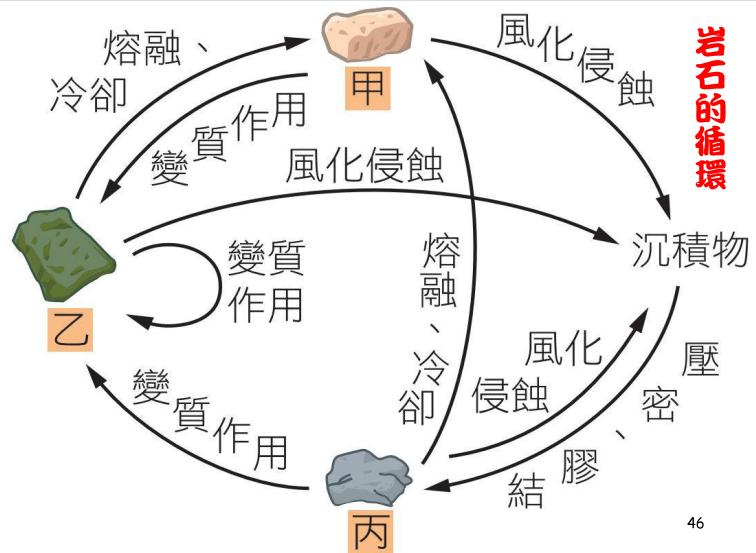 岩石的循環
熔融、
冷卻
甲
風化侵蝕
變質作用
風化侵蝕
沉積物
乙
變質
作用
熔融、冷卻
風化
侵蝕
壓密、膠結
變質作用
丙
46